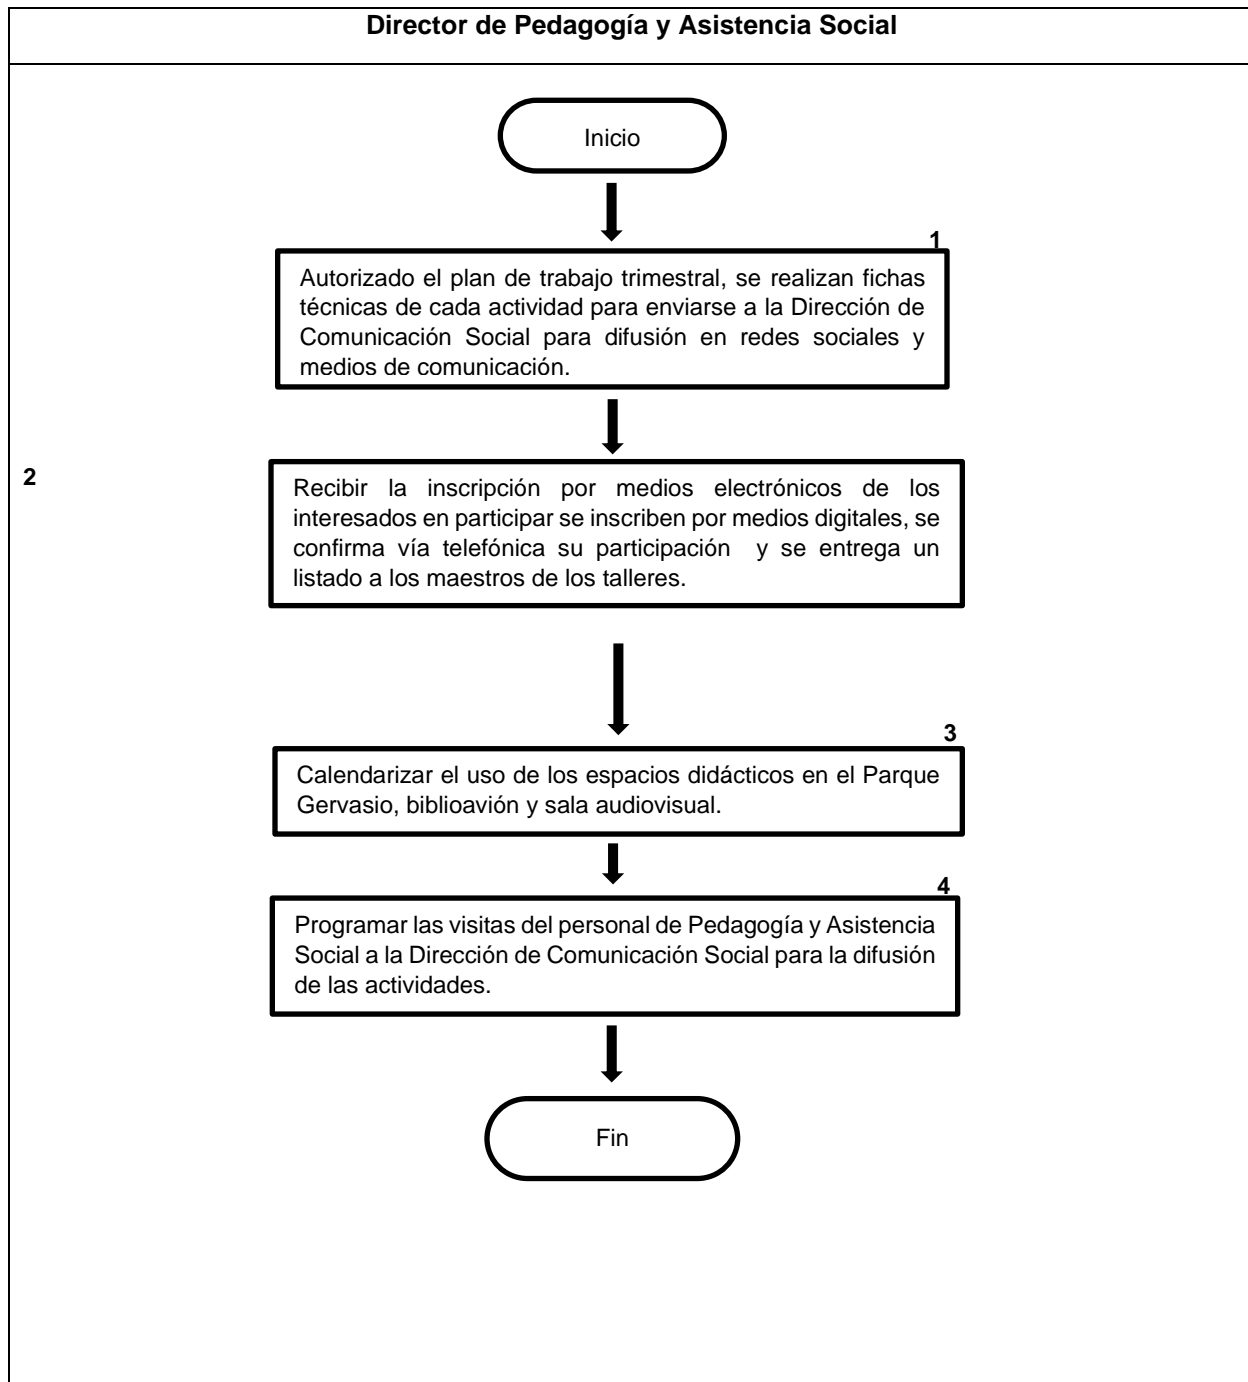 Director de Pedagogía y Asistencia Social
Inicio
1
Autorizado el plan de trabajo trimestral, se realizan fichas
técnicas de cada actividad para enviarse a la Dirección de
Comunicación Social para difusión en redes sociales y
medios de comunicación.
2
Recibir la inscripción por medios electrónicos de los
interesados en participar se inscriben por medios digitales, se
confirma vía telefónica su participación y se entrega un
listado a los maestros de los talleres.
3
Calendarizar el uso de los espacios didácticos en el Parque
Gervasio, biblioavión y sala audiovisual.
4
Programar las visitas del personal de Pedagogía y Asistencia
Social a la Dirección de Comunicación Social para la difusión
de las actividades.
Fin